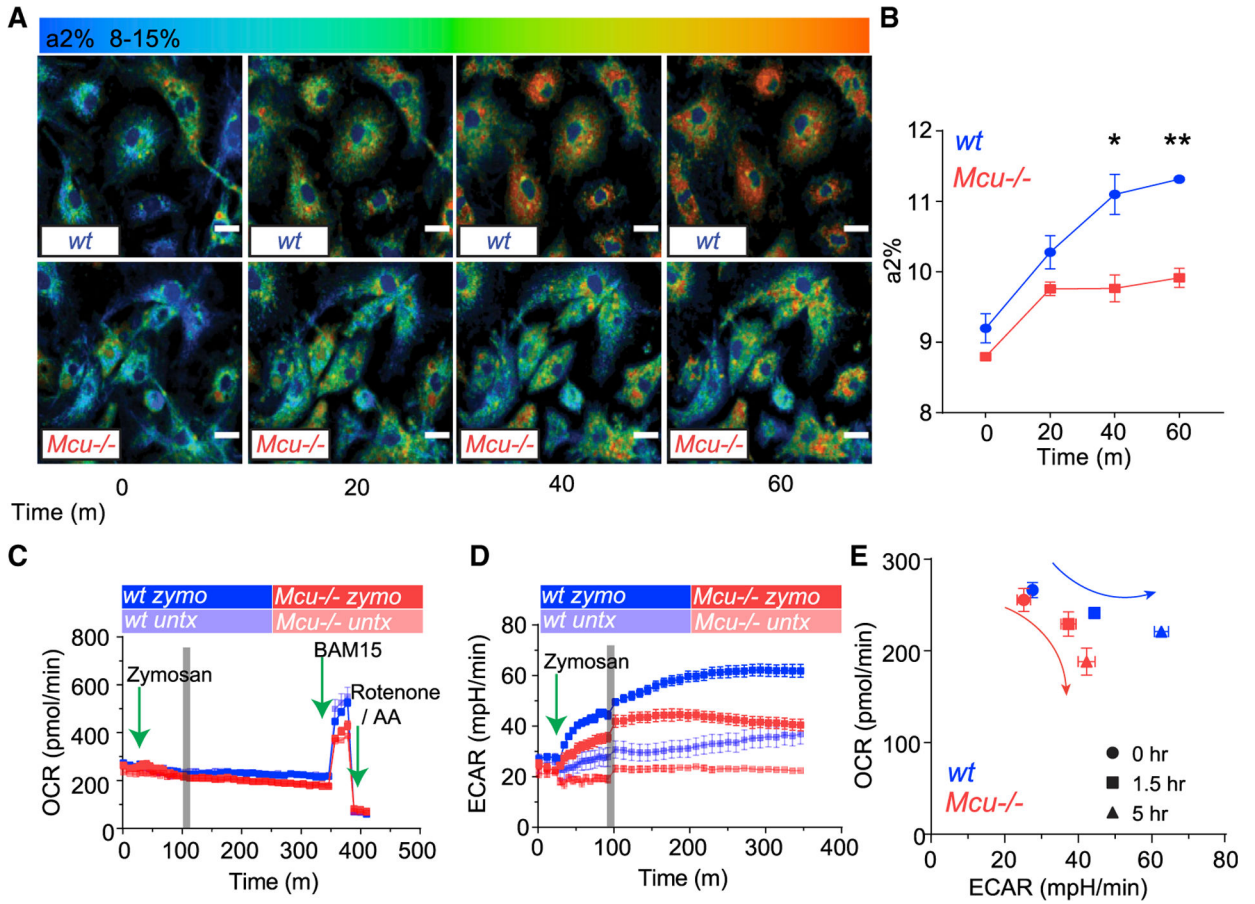 A
a2% 8-15%
wt
wt
wt
wt
Mcu-/-
Mcu-/-
Mcu-/-
Mcu-/-
0
20
40
60
Time (m)
B
wt
Mcu-/-
*
**
12
11
10
9
8
a2%
0
20
40
60
Time (m)
C
wt zymo
Mcu-/- zymo
wt untx
Mcu-/- untx
800
600
400
200
0
OCR (pmol/min)
Zymosan
BAM15
Rotenone
/ AA
0
100
200
300
400
500
Time (m)
D
wt zymo
Mcu-/- zymo
wt untx
Mcu-/- untx
80
60
40
20
0
ECAR (mpH/min)
Zymosan
0
100
200
300
400
Time (m)
E
300
200
100
0
OCR (pmol/min)
wt
Mcu-/-
0 hr
1.5 hr
5 hr
0
20
40
60
80
ECAR (mpH/min)